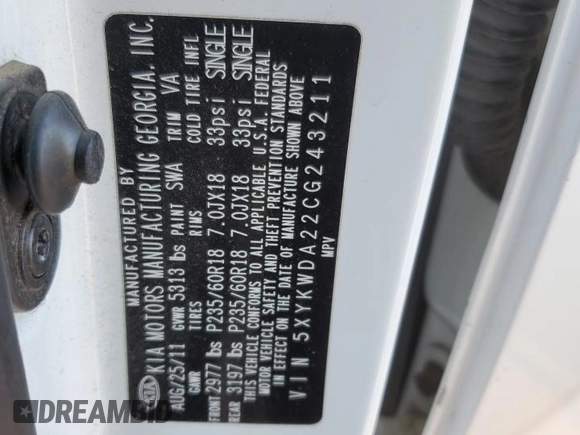 MANUFACTURED BY
KIA KIA MOTORS MANUFACTURING GEORGIA, INC.
AUG/25/11 GVWR 5313 lbs PAINT SWA TRIM VA
GAWR TIRES RIMS COLD TIRE INFL
FRONT 2977 lbs P235/60R18 7.0JX18 33psi SINGLE
REAR 3197 lbs P235/60R18 7.0JX18 33psi SINGLE
THIS VEHICLE CONFORMS TO ALL APPLICABLE U.S.A. FEDERAL
MOTOR VEHICLE SAFETY AND THEFT PREVENTION STANDARDS
IN EFFECT ON THE DATE OF MANUFACTURE SHOWN ABOVE
V.I.N 5XYKWDA22CG243211
MPV
DREAMBID